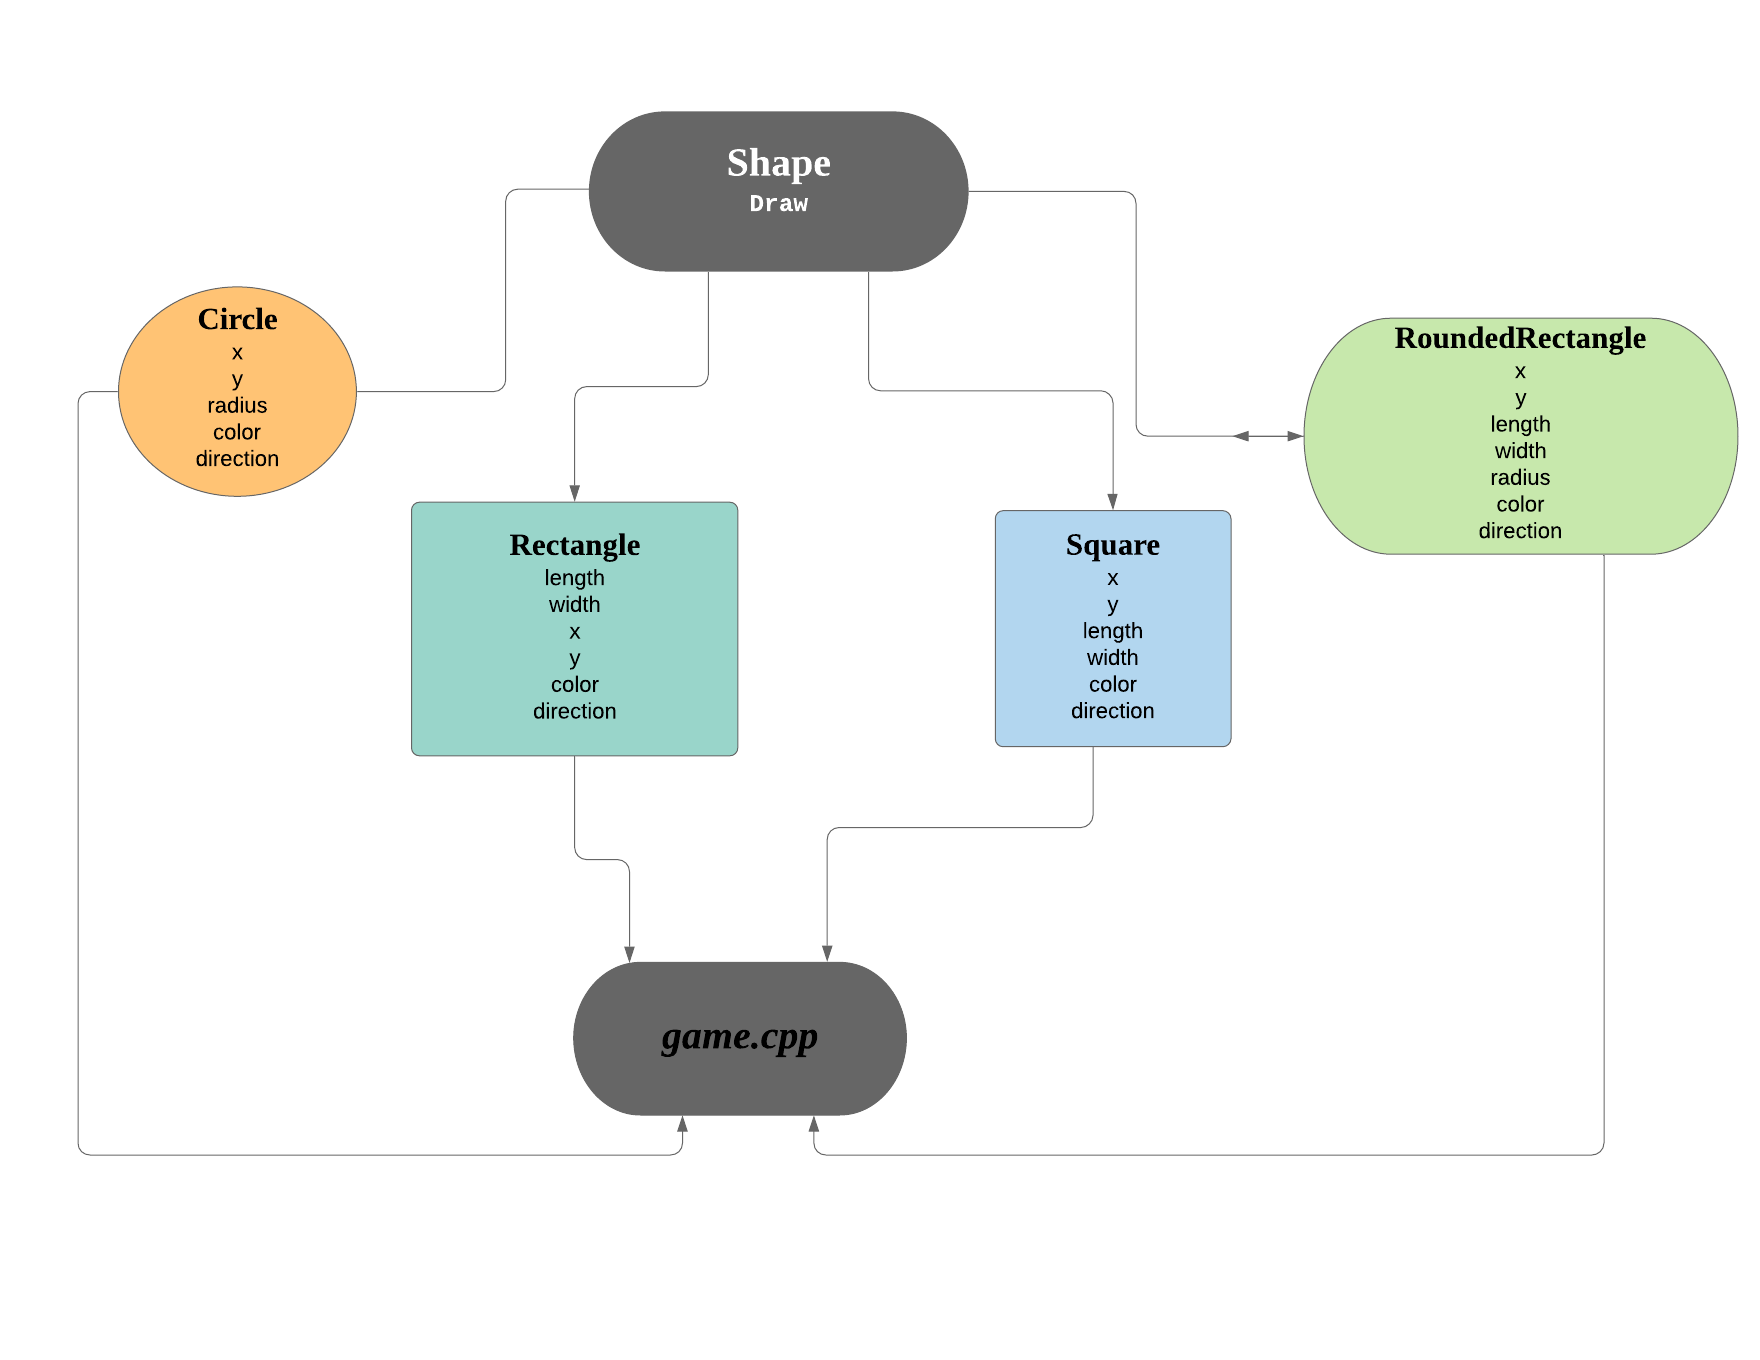 Shape
Draw
Circle
x
y
radius
color
direction
RoundedRectangle
x
y
length
width
radius
color
direction
Rectangle
length
width
x
y
color
direction
Square
x
y
length
width
color
direction
game.cpp